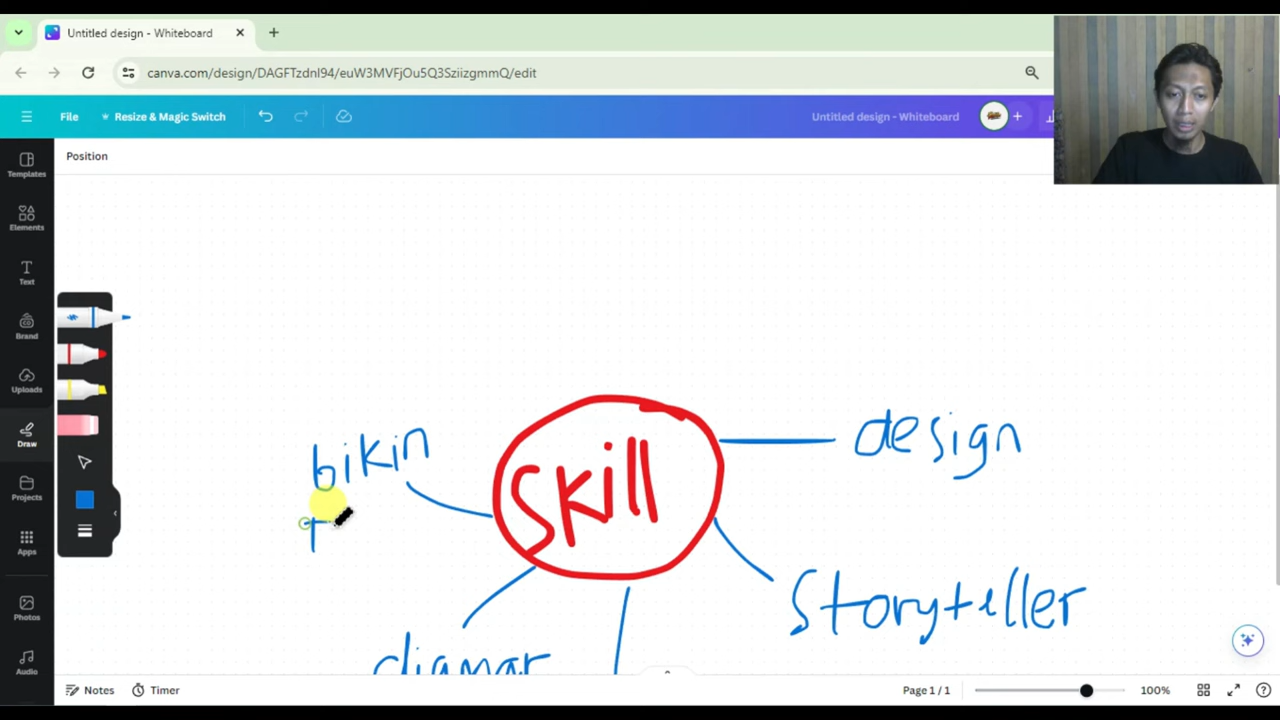 Untitled design - Whiteboard
canva.com/design/DAGFTzdnI94/euW3MVFjOu5Q3SziizgmmQ/edit
File
Resize & Magic Switch
Untitled design - Whiteboard
Position
Templates
Elements
Text
Brand
Uploads
Draw
Projects
Apps
Photos
Audio
bikin
skill
design
Storyteller
Notes
Timer
Page 1 / 1
100%